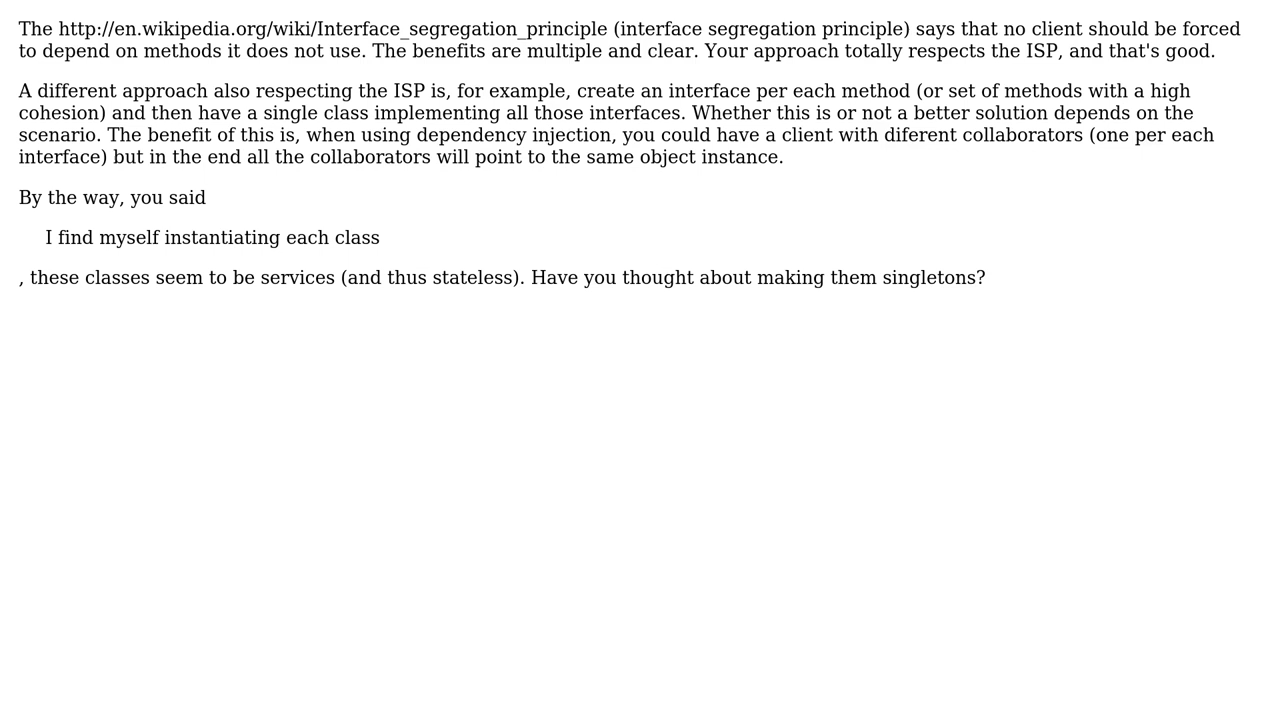 The http://en.wikipedia.org/wiki/Interface_segregation_principle (interface segregation principle) says that no client should be forced
to depend on methods it does not use. The benefits are multiple and clear. Your approach totally respects the ISP, and that's good.
A different approach also respecting the ISP is, for example, create an interface per each method (or set of methods with a high
cohesion) and then have a single class implementing all those interfaces. Whether this is or not a better solution depends on the
scenario. The benefit of this is, when using dependency injection, you could have a client with diferent collaborators (one per each
interface) but in the end all the collaborators will point to the same object instance.
By the way, you said
I find myself instantiating each class
, these classes seem to be services (and thus stateless). Have you thought about making them singletons?